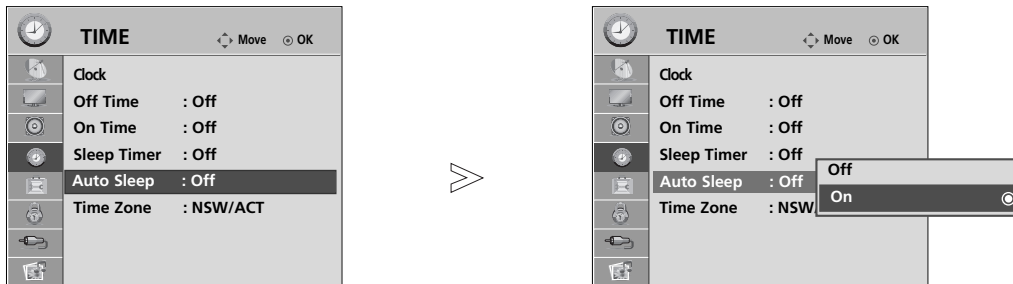 TIME Move OK
Clock
Off Time : Off
On Time : Off
Sleep Timer : Off
Auto Sleep : Off
Time Zone : NSW/ACT
TIME Move OK
Clock
Off Time : Off
On Time : Off
Sleep Timer : Off
Auto Sleep : Off
Time Zone : NSW/
Off
On